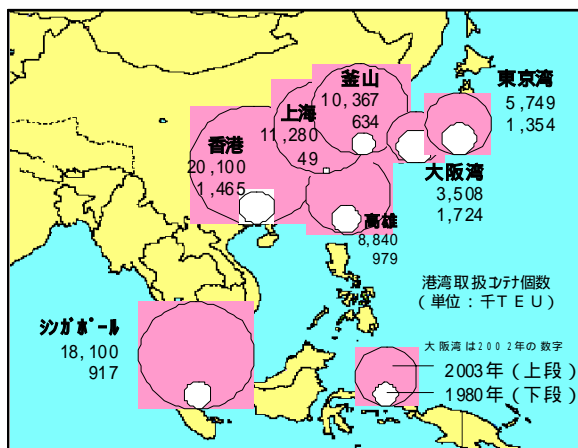 釜山
10,367
634
東京湾
5,749
1,354
上海
11,280
49
香港
20,100
1,465
大阪湾
3,508
1,724
高雄
8,840
979
港湾取扱ｺﾝﾃﾅ個数
（単位：千ＴＥＵ）
ｼﾝｶﾞﾎﾟｰﾙ
18,100
917
大阪湾は2002年の数字
2003年（上段）
1980年（下段）